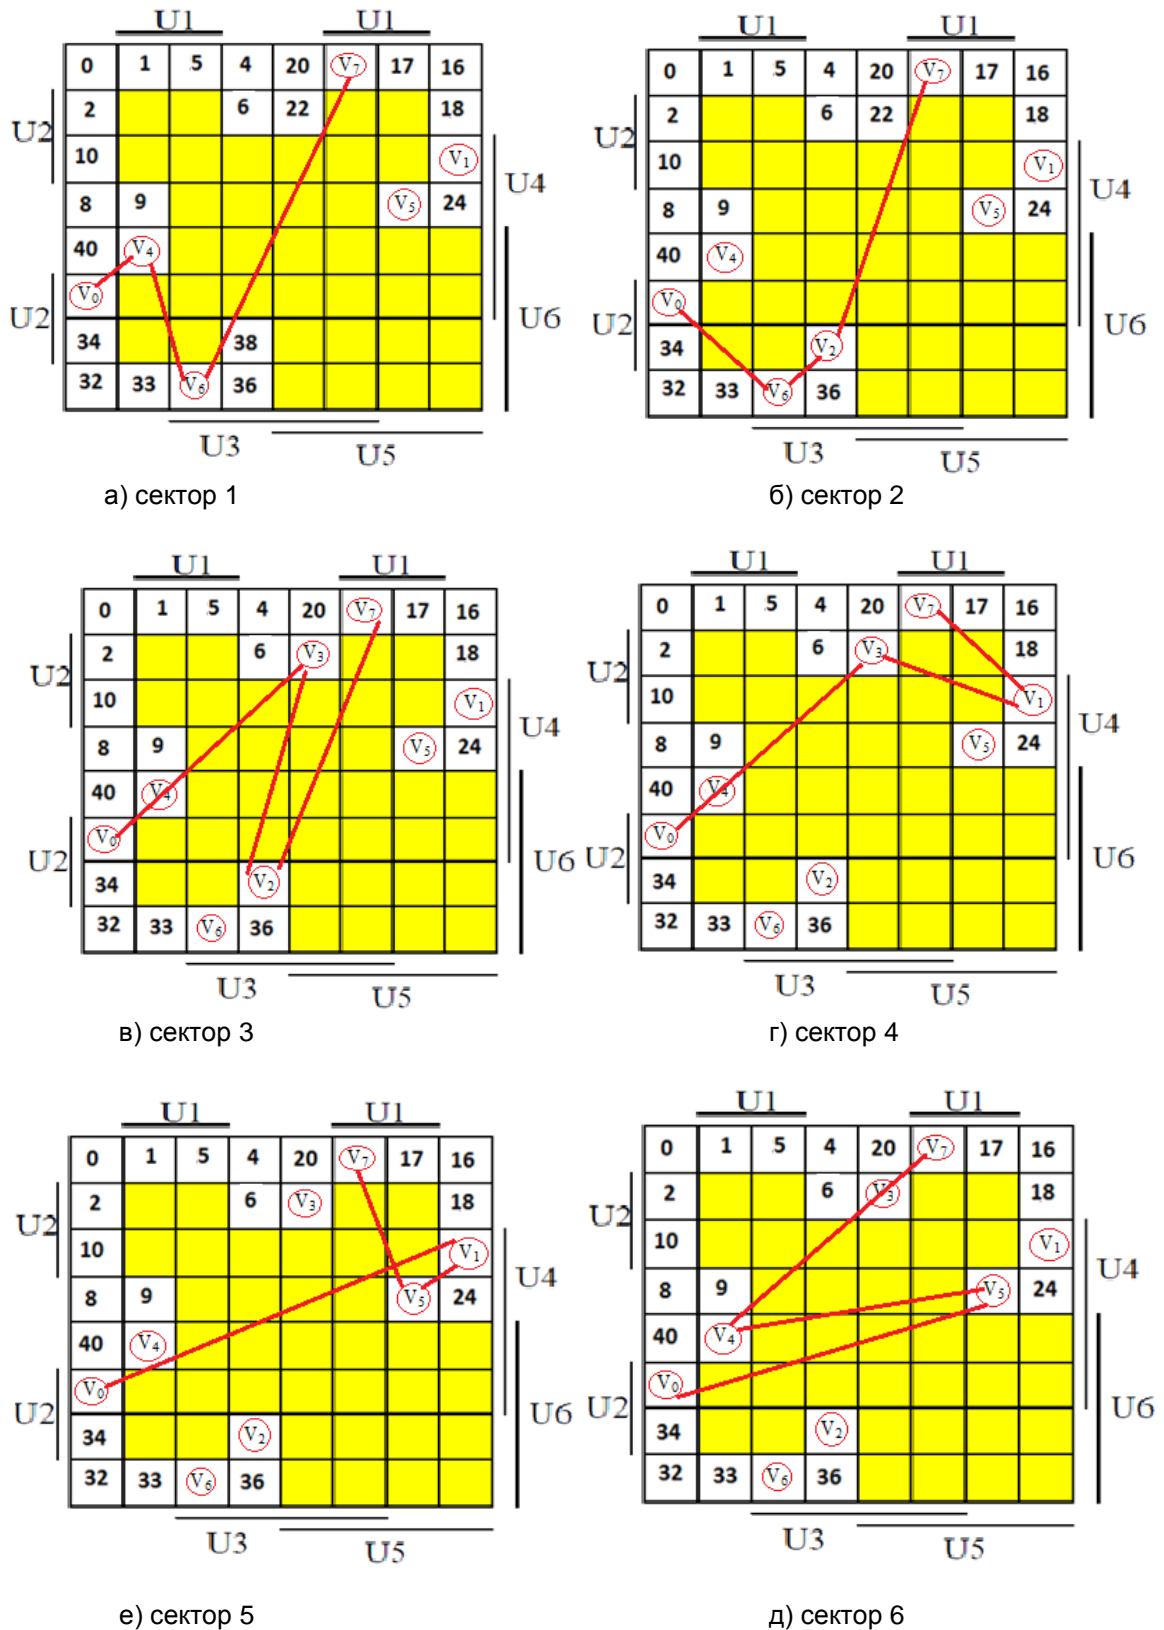 U1 U1
0 1 5 4 20 V7 17 16
2 6 22 18
U2
10 V1
U4
8 9 V5 24
40 V4
V0
U2 U6
34 38
32 33 V6 36
U3 U5
а) сектор 1
U1 U1
0 1 5 4 20 V7 17 16
2 6 22 18
U2
10 V1
U4
8 9 V5 24
40 V4
V0
U2 U6
34 V2
32 33 V6 36
U3 U5
б) сектор 2
U1 U1
0 1 5 4 20 V7 17 16
2 6 V3 18
U2
10 V1
U4
8 9 V5 24
40 V4
V0
U2 U6
34 V2
32 33 V6 36
U3 U5
в) сектор 3
U1 U1
0 1 5 4 20 V7 17 16
2 6 V3 18
U2
10 V1
U4
8 9 V5 24
40 V4
V0
U2 U6
34 V2
32 33 V6 36
U3 U5
г) сектор 4
U1 U1
0 1 5 4 20 V7 17 16
2 6 V3 18
U2
10 V1
U4
8 9 V5 24
40 V4
V0
U2 U6
34 V2
32 33 V6 36
U3 U5
е) сектор 5
U1 U1
0 1 5 4 20 V7 17 16
2 6 V3 18
U2
10 V1
U4
8 9 V5 24
40 V4
V0
U2 U6
34 V2
32 33 V6 36
U3 U5
д) сектор 6